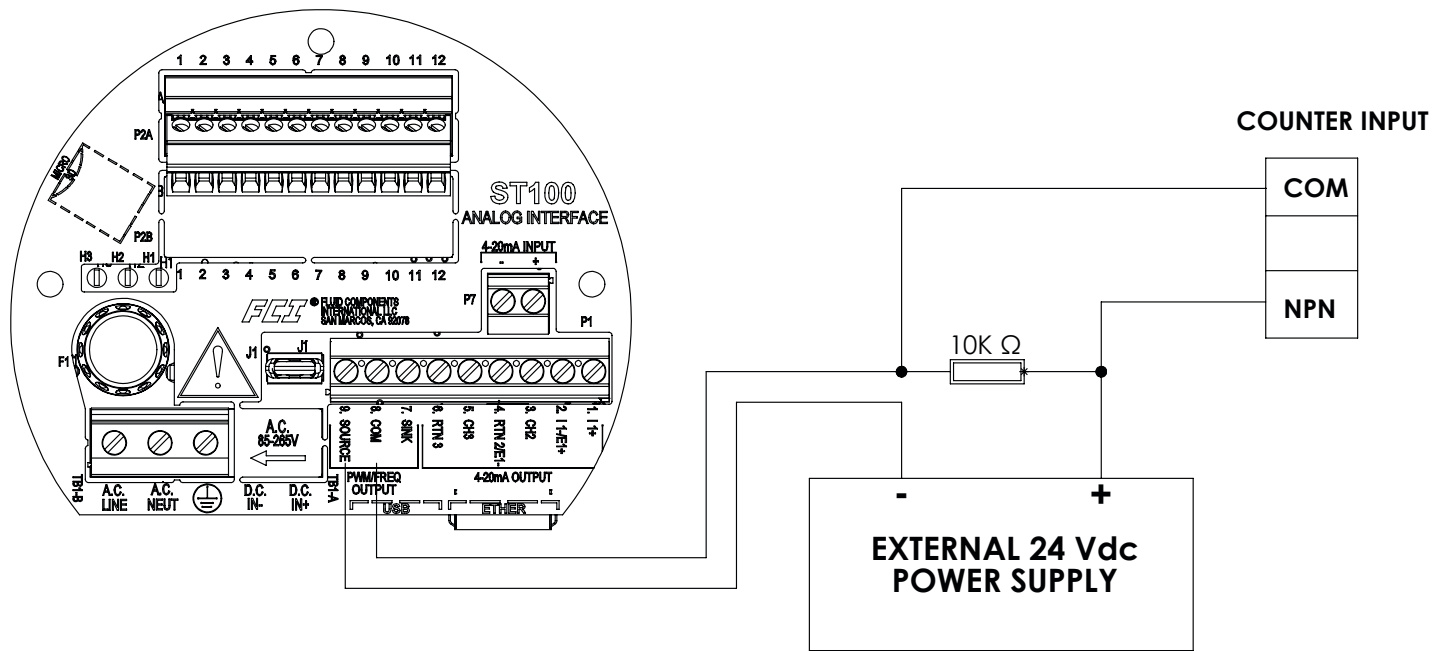 1 2 3 4 5 6 7 8 9 10 11 12
A
P2A
MICRO
B
P2B
ST100
ANALOG INTERFACE
4-20mA INPUT
- +
H3 H2 H1
1 2 3 4 5 6 7 8 9 10 11 12
P7
P1
FCI ® FLUID COMPONENTS
INTERNATIONAL LLC
SAN MARCOS, CA 92078
F1
J1 J1
9. SOURCE
8. COM
7. SINK
6. RTN 3
5. CH3
4. RTN 2/E1-
3. CH2
2. I1-/E1+
1. I1+
A.C.
85-265V
TB1-B
A.C.
LINE
A.C.
NEUT
D.C.
IN-
D.C.
IN+
TB1-A
PWM/FREQ
OUTPUT
4-20mA OUTPUT
USB
ETHER
COUNTER INPUT
COM
NPN
10K Ω
- +
EXTERNAL 24 Vdc
POWER SUPPLY